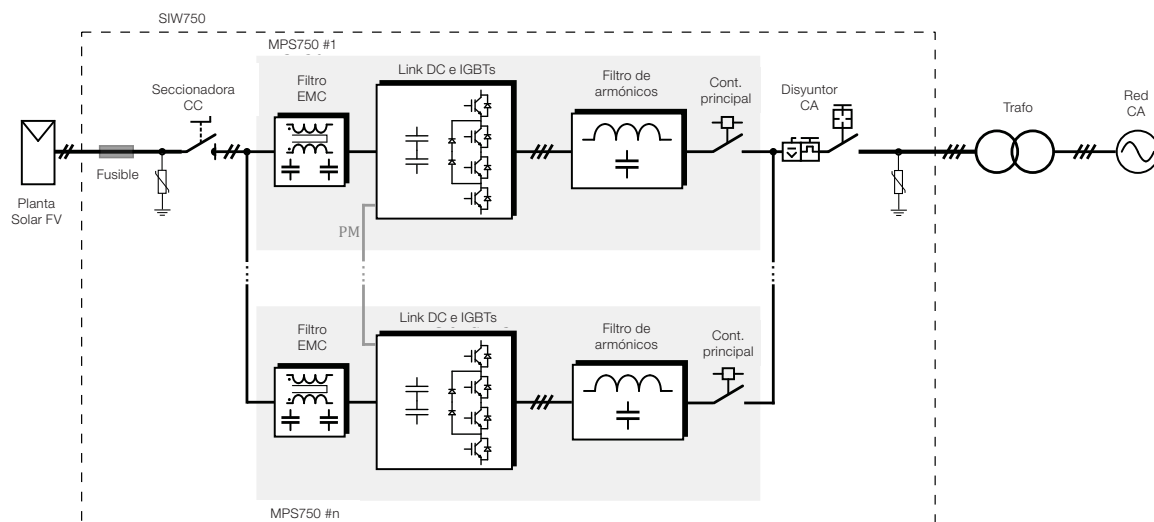 SIW750
MPS750 #1
Filtro
EMC
Link DC e IGBTs
Filtro de
armónicos
Cont.
principal
Seccionadora
CC
Disyuntor
CA
Trafo
Red
CA
Fusible
Planta
Solar FV
PM
Filtro
EMC
Link DC e IGBTs
Filtro de
armónicos
Cont.
principal
MPS750 #n